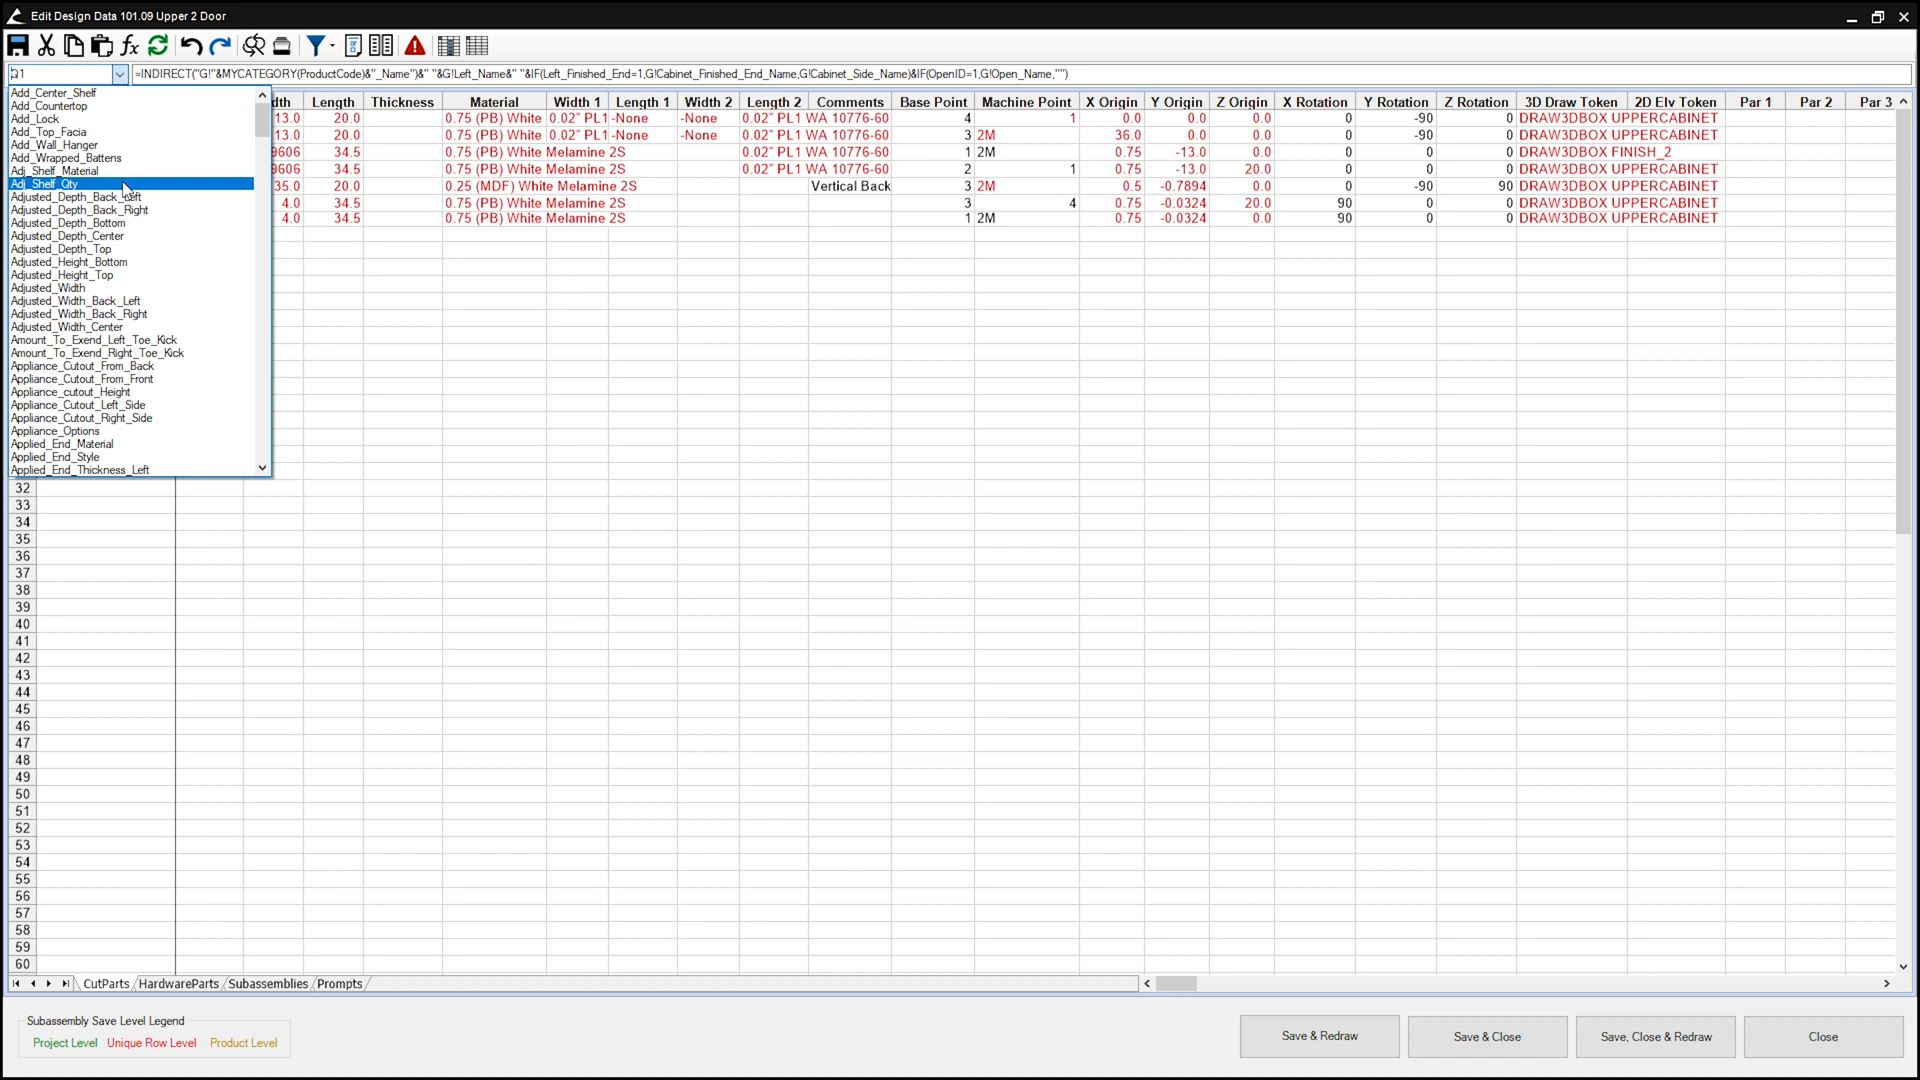 Edit Design Data 101.09 Upper 2 Door
=INDIRECT("G!"&MYCATEGORY(ProductCode)&"_Name")&" "&G!Left_Name&" "&IF(Left_Finished_End=1,G!Cabinet_Finished_End_Name,G!Cabinet_Side_Name)&IF(OpenID=1,G!Open_Name,"")
Add_Center_Shelf
Add_Countertop
Add_Lock
Add_Top_Facia
Add_Wall_Hanger
Add_Wrapped_Battens
Adj_Shelf_Material
Adj_Shelf_Qty
Adjusted_Depth_Back_Left
Adjusted_Depth_Back_Right
Adjusted_Depth_Bottom
Adjusted_Depth_Center
Adjusted_Depth_Top
Adjusted_Height_Bottom
Adjusted_Height_Top
Adjusted_Width
Adjusted_Width_Back_Left
Adjusted_Width_Back_Right
Adjusted_Width_Center
Amount_To_Exend_Left_Toe_Kick
Amount_To_Exend_Right_Toe_Kick
Appliance_Cutout_From_Back
Appliance_Cutout_From_Front
Appliance_cutout_Height
Appliance_Cutout_Left_Side
Appliance_Cutout_Right_Side
Appliance_Options
Applied_End_Material
Applied_End_Style
Applied_End_Thickness_Left
dth Length Thickness Material Width 1 Length 1 Width 2 Length 2 Comments Base Point Machine Point X Origin Y Origin Z Origin X Rotation Y Rotation Z Rotation 3D Draw Token 2D Elv Token Par 1 Par 2 Par 3
13.0 20.0 0.75 (PB) White 0.02" PL1 -None -None 0.02" PL1 WA 10776-60 4 1 0.0 0.0 0.0 0 -90 0 DRAW3DBOX UPPERCABINET
13.0 20.0 0.75 (PB) White 0.02" PL1 -None -None 0.02" PL1 WA 10776-60 3 2M 36.0 0.0 0.0 0 -90 0 DRAW3DBOX UPPERCABINET
9606 34.5 0.75 (PB) White Melamine 2S 0.02" PL1 WA 10776-60 1 2M 0.75 -13.0 0.0 0 0 0 DRAW3DBOX FINISH_2
9606 34.5 0.75 (PB) White Melamine 2S 0.02" PL1 WA 10776-60 2 1 0.75 -13.0 20.0 0 0 0 DRAW3DBOX UPPERCABINET
35.0 20.0 0.25 (MDF) White Melamine 2S Vertical Back 3 2M 0.5 -0.7894 0.0 0 -90 90 DRAW3DBOX UPPERCABINET
4.0 34.5 0.75 (PB) White Melamine 2S 3 4 0.75 -0.0324 20.0 90 0 0 DRAW3DBOX UPPERCABINET
4.0 34.5 0.75 (PB) White Melamine 2S 1 2M 0.75 -0.0324 0.0 90 0 0 DRAW3DBOX UPPERCABINET
32
33
34
35
36
37
38
39
40
41
42
43
44
45
46
47
48
49
50
51
52
53
54
55
56
57
58
59
60
CutParts HardwareParts Subassemblies Prompts
Subassembly Save Level Legend
Project Level Unique Row Level Product Level
Save & Redraw Save & Close Save, Close & Redraw Close